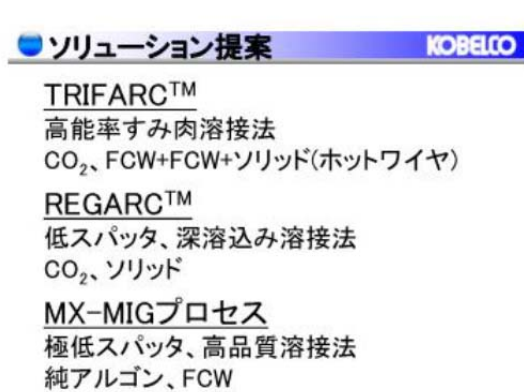 ソリューション提案
KOBELCO
TRIFARC™
高能率すみ肉溶接法
CO₂、FCW+FCW+ソリッド(ホットワイヤ)
REGARC™
低スパッタ、深溶込み溶接法
CO₂、ソリッド
MX-MIGプロセス
極低スパッタ、高品質溶接法
純アルゴン、FCW